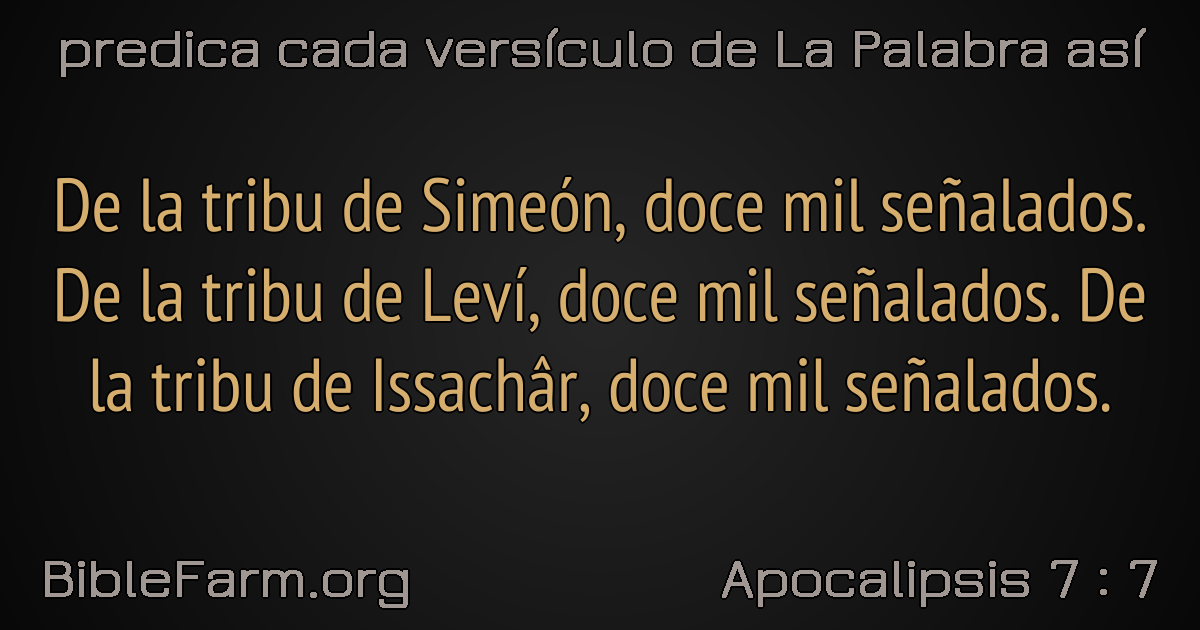 predica cada versículo de La Palabra así
De la tribu de Simeón, doce mil señalados.
De la tribu de Leví, doce mil señalados. De
la tribu de Issachâr, doce mil señalados.
BibleFarm.org
Apocalipsis 7 : 7